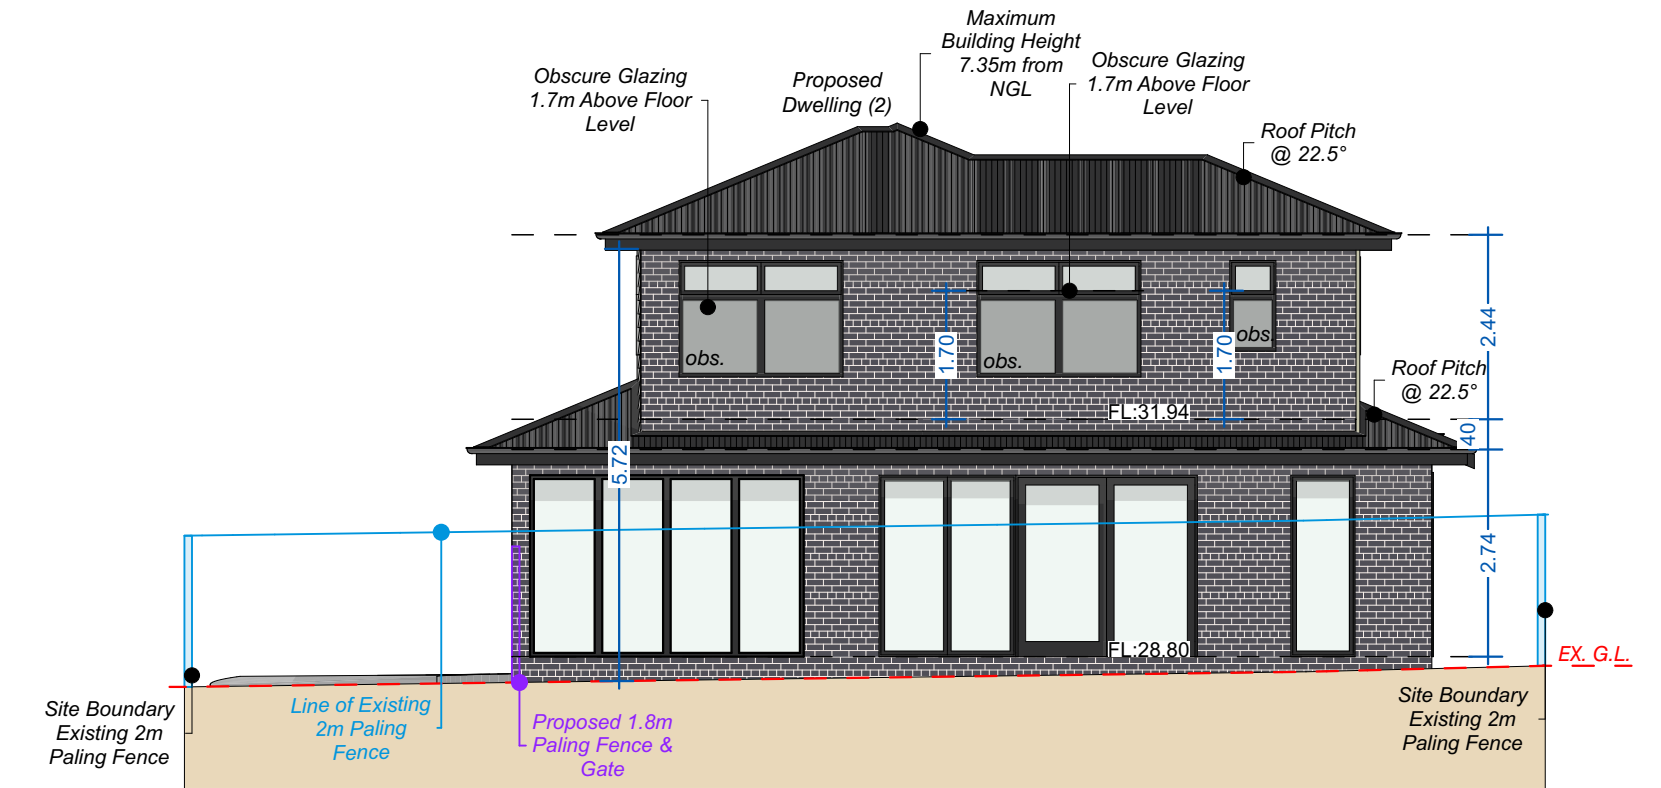 Maximum
Building Height
7.35m from
NGL
Obscure Glazing
1.7m Above Floor
Level
Proposed
Dwelling (2)
Obscure Glazing
1.7m Above Floor
Level
Roof Pitch
@ 22.5°
obs.
obs.
obs.
1.70
1.70
2.44
Roof Pitch
@ 22.5°
FL:31.94
40
5.72
2.74
FL:28.80
EX. G.L.
Site Boundary
Existing 2m
Paling Fence
Line of Existing
2m Paling
Fence
Proposed 1.8m
Paling Fence &
Gate
Site Boundary
Existing 2m
Paling Fence